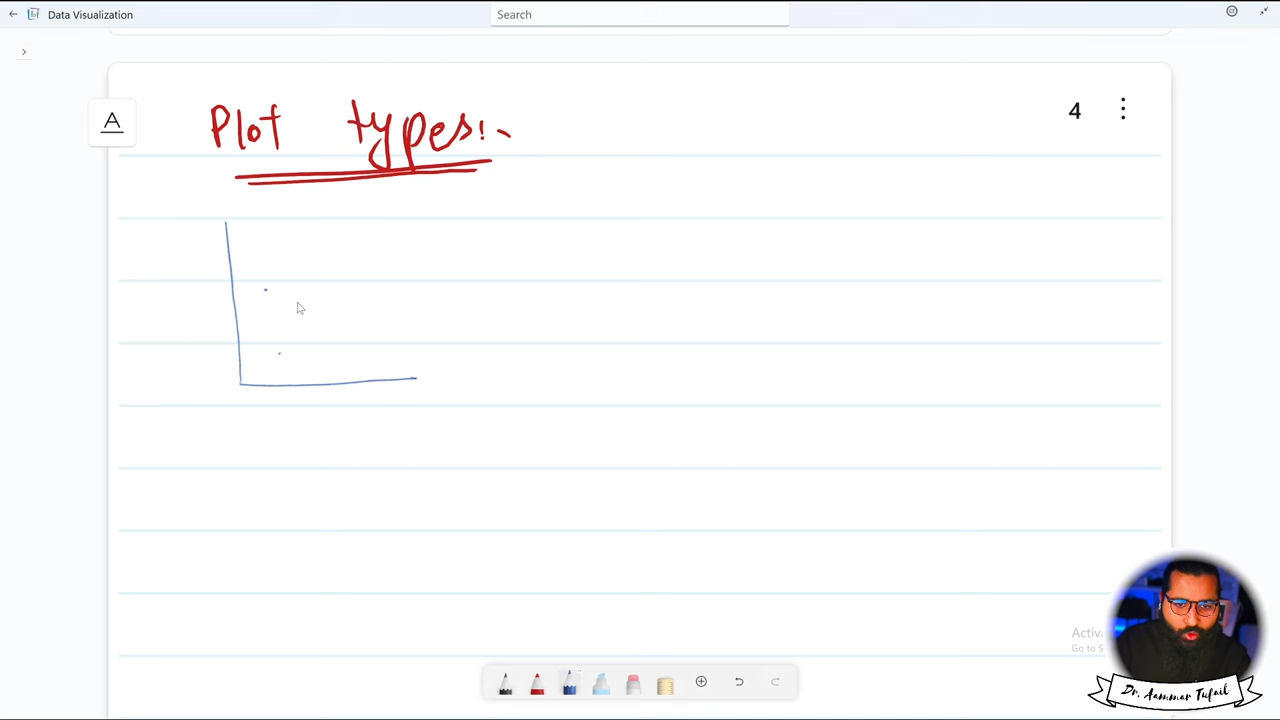 Data Visualization
Search
4
A
Plot types:-
Activ
Go to S
Dr. Aammar Tufail